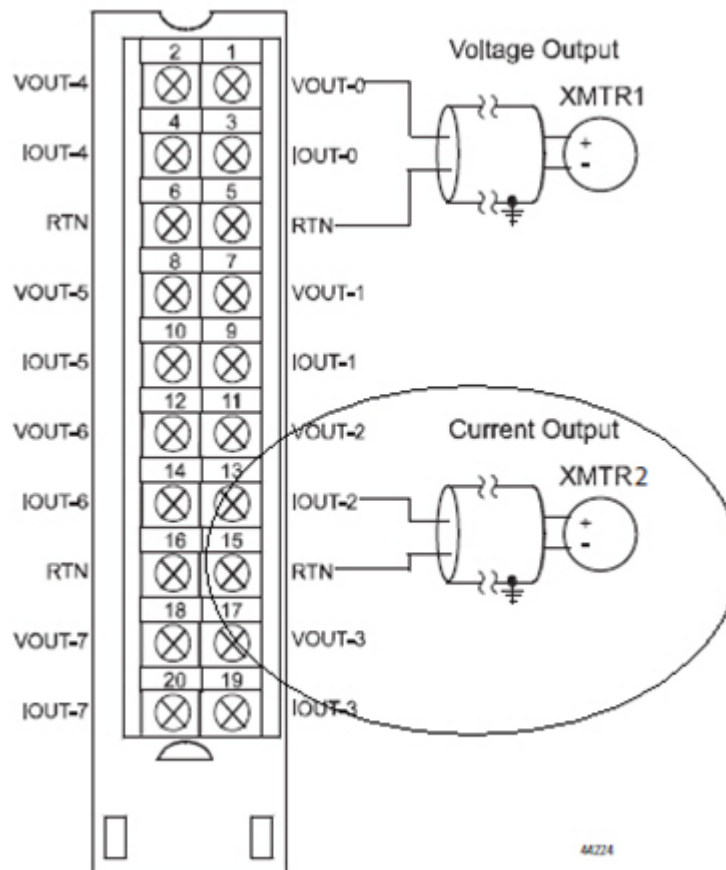 Voltage Output
2 1
VOUT-4 VOUT-0 XMTR1
+
4 3
IOUT-4 IOUT-0
-
6 5
RTN RTN
8 7
VOUT-5 VOUT-1
10 9
IOUT-5 IOUT-1
12 11
VOUT-6 VOUT-2 Current Output
14 13
IOUT-6 IOUT-2 XMTR2
+
16 15
-
RTN RTN
18 17
VOUT-7 VOUT-3
20 19
IOUT-7 IOUT-3
44224